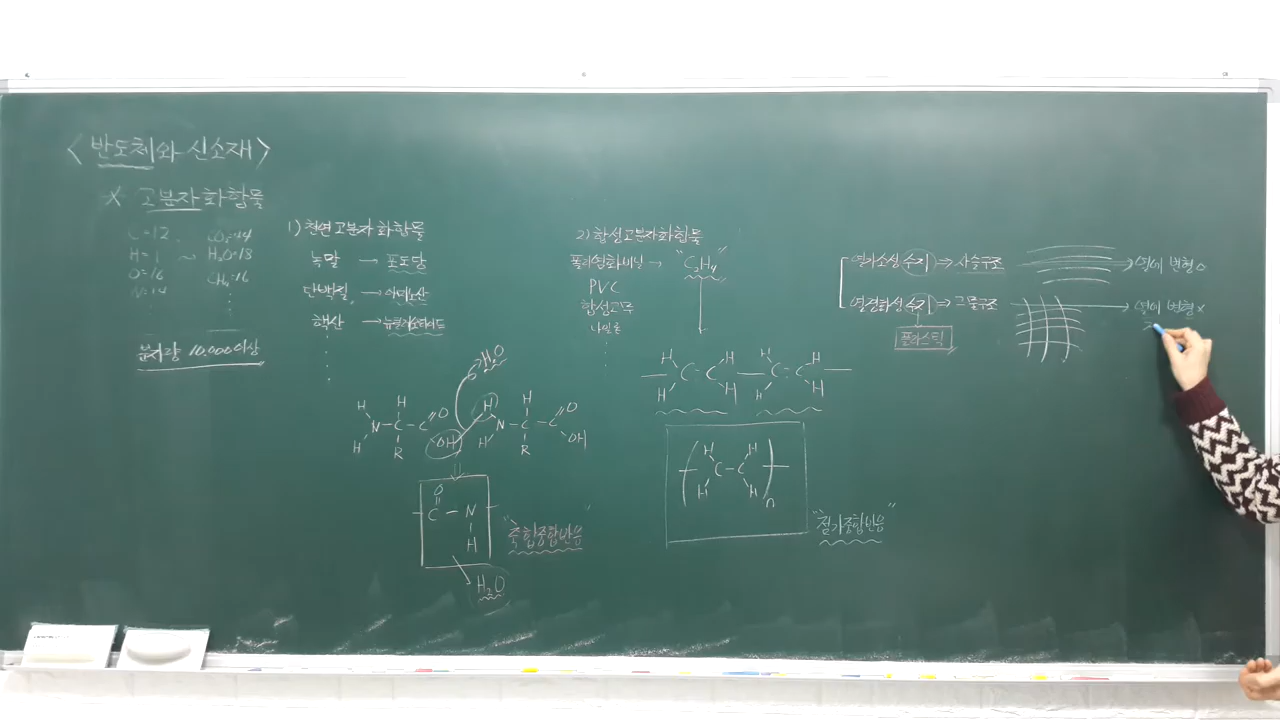 <반도체와 신소재>
* 고분자화합물
C=12 CO₂=44
H=1 ~ H₂O=18
O=16 CH₄=16
N=14
분자량 10,000이상
1) 천연고분자화합물
녹말 → 포도당
단백질 → 아미노산
핵산 → 뉴클레오타이드
H₂O
H H C O H H C O
N C C OH N C C OH
H R H R
O
C - N
H
H₂O
"축합중합반응"
2) 합성고분자화합물
폴리염화비닐 → "C₂H₄"
PVC
합성고무
나일론
H H H H
C=C C=C
H H H H
H H
C-C
H H n
"첨가중합반응"
열가소성 수지 ⇒ 사슬구조 → 열에 변형o
열경화성 수지 ⇒ 그물구조 → 열에 변형x
플라스틱